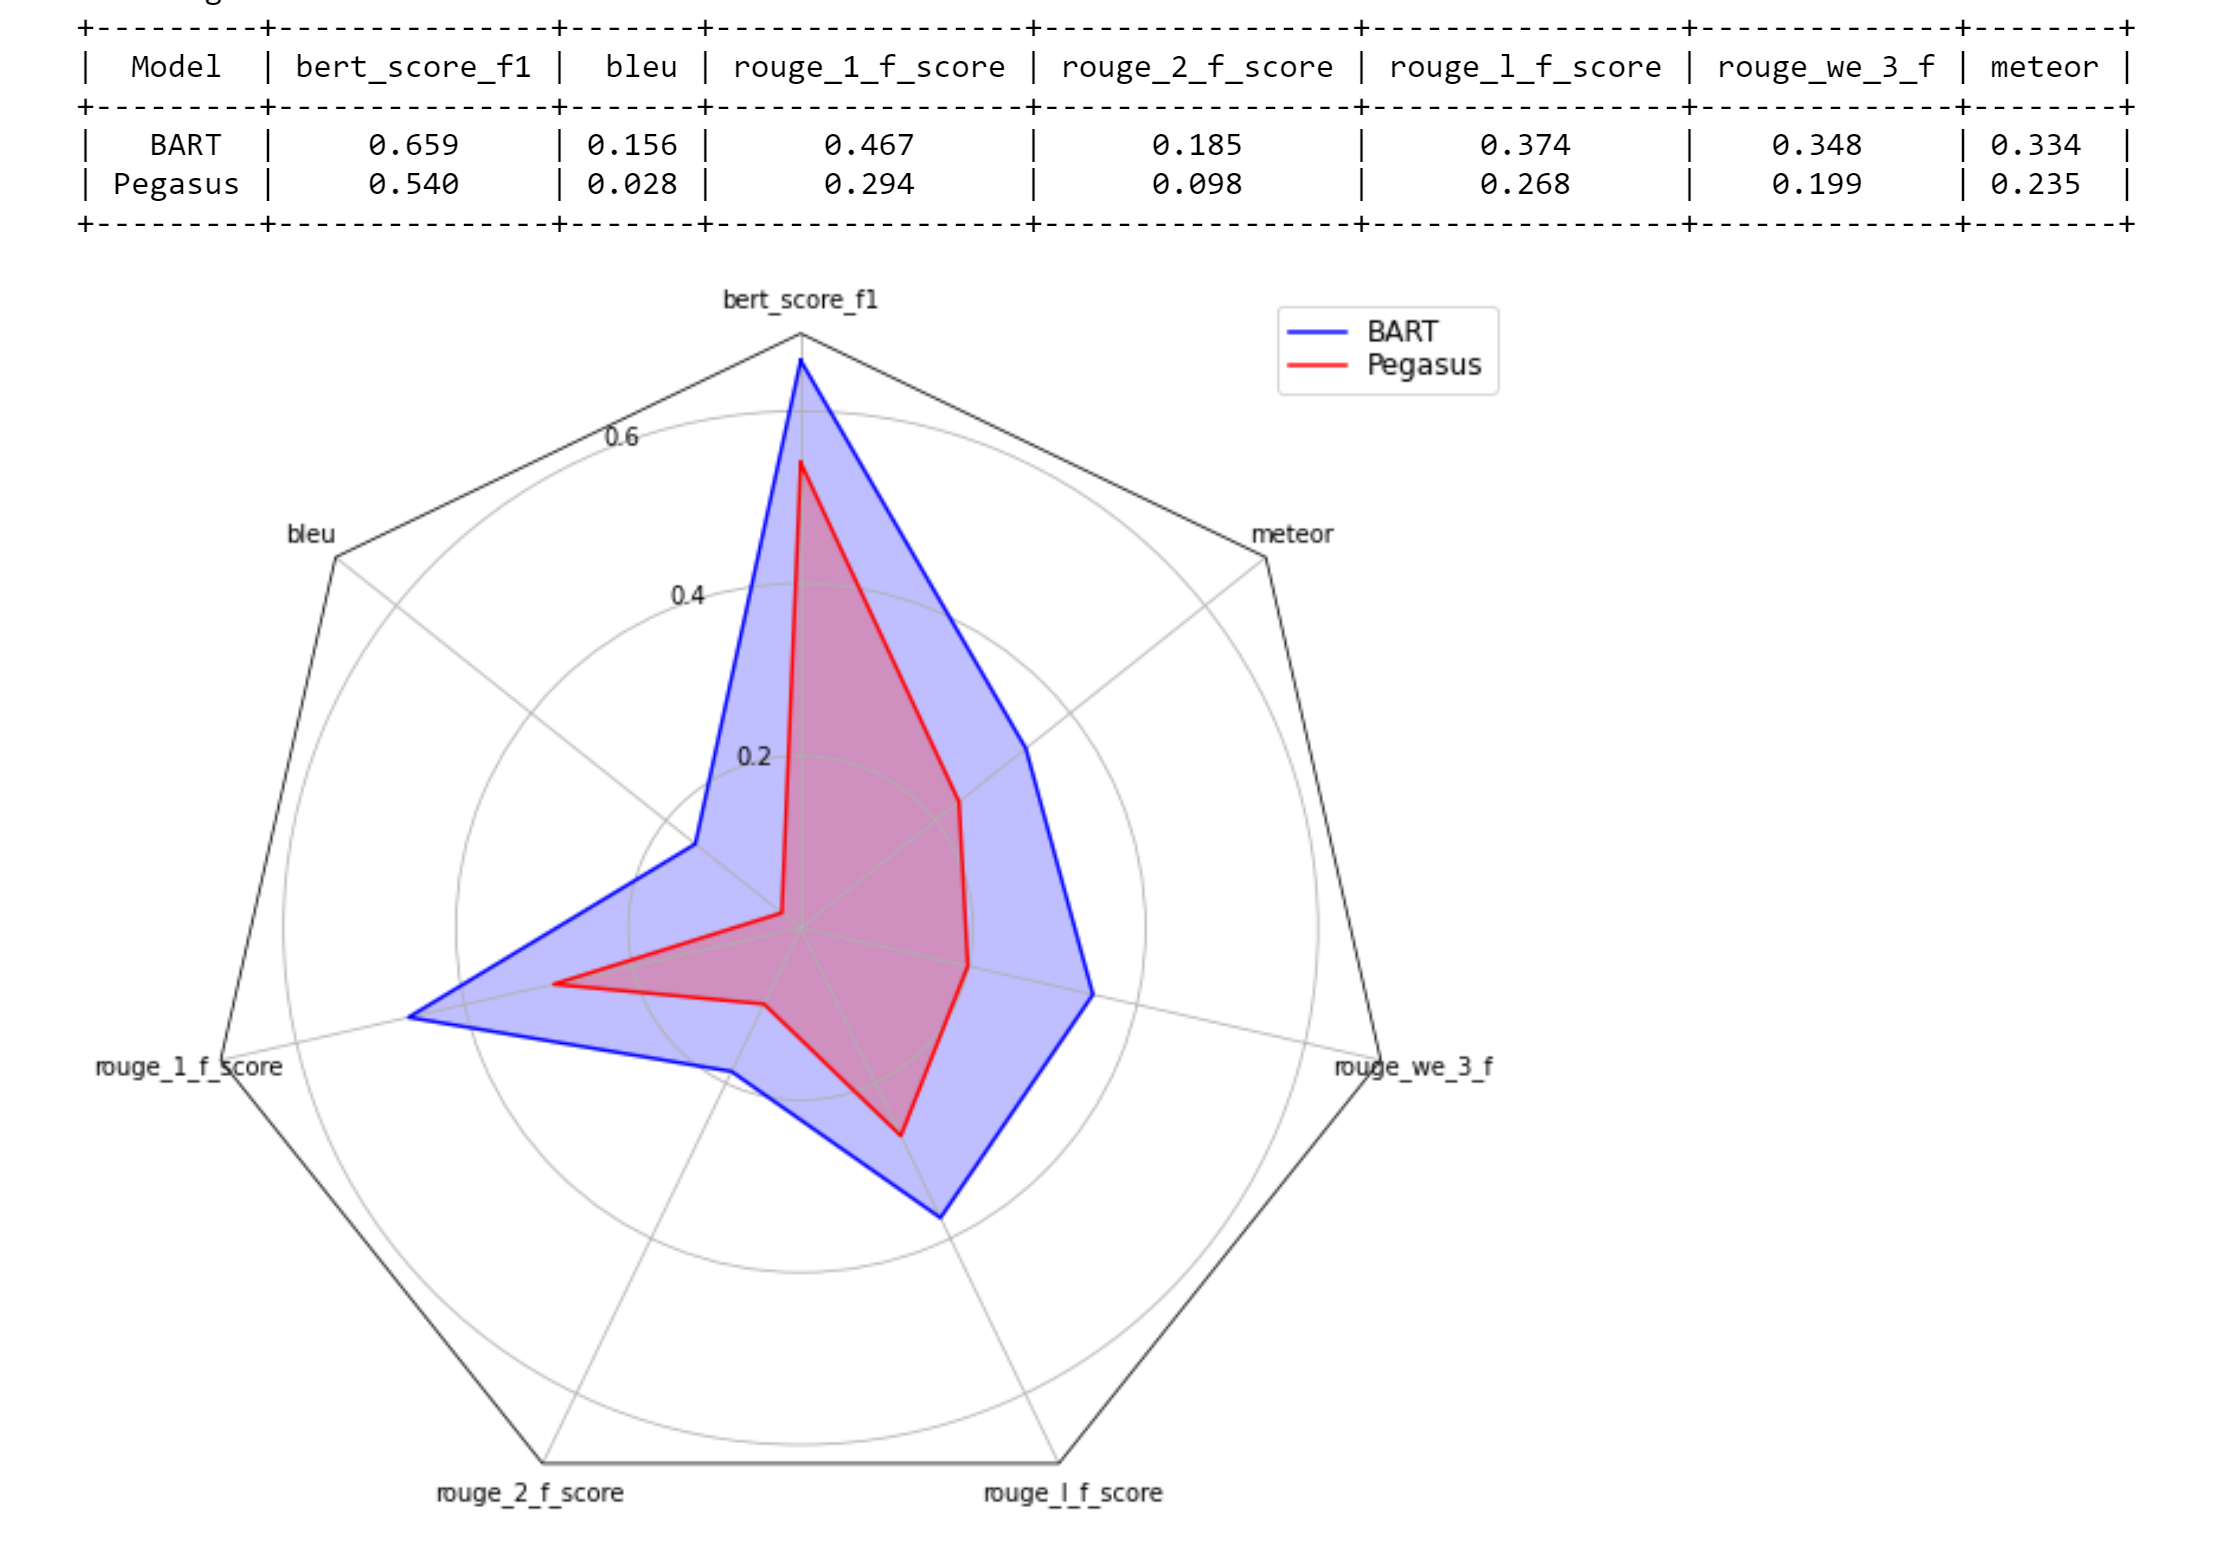 +---------+--------------+-------+----------------+----------------+----------------+--------------+--------+
| Model | bert_score_f1 | bleu | rouge_1_f_score | rouge_2_f_score | rouge_l_f_score | rouge_we_3_f | meteor |
+---------+--------------+-------+----------------+----------------+----------------+--------------+--------+
| BART | 0.659 | 0.156 | 0.467 | 0.185 | 0.374 | 0.348 | 0.334 |
| Pegasus | 0.540 | 0.028 | 0.294 | 0.098 | 0.268 | 0.199 | 0.235 |
+---------+--------------+-------+----------------+----------------+----------------+--------------+--------+
bert_score_f1
BART
Pegasus
0.6
bleu
meteor
0.4
0.2
rouge_1_f_score
rouge_we_3_f
rouge_2_f_score
rouge_l_f_score